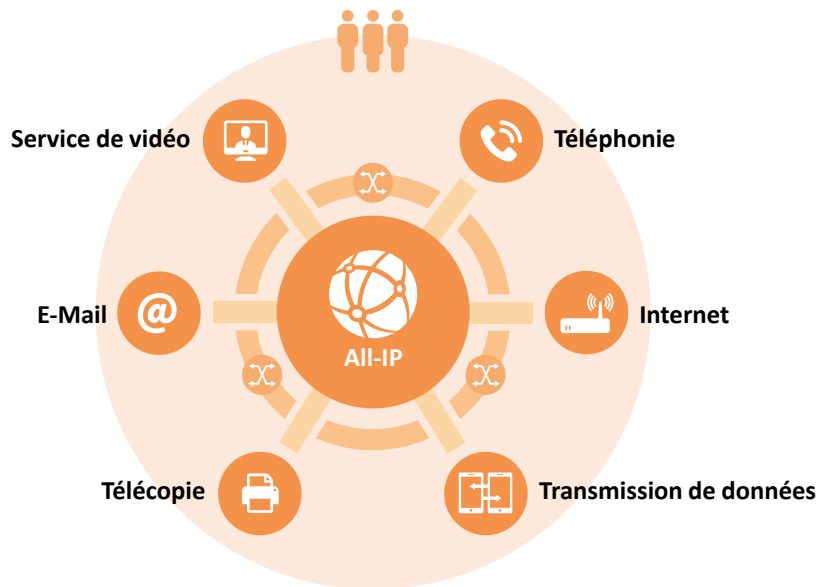 Service de vidéo
Téléphonie
E-Mail
@
All-IP
Internet
Télécopie
Transmission de données